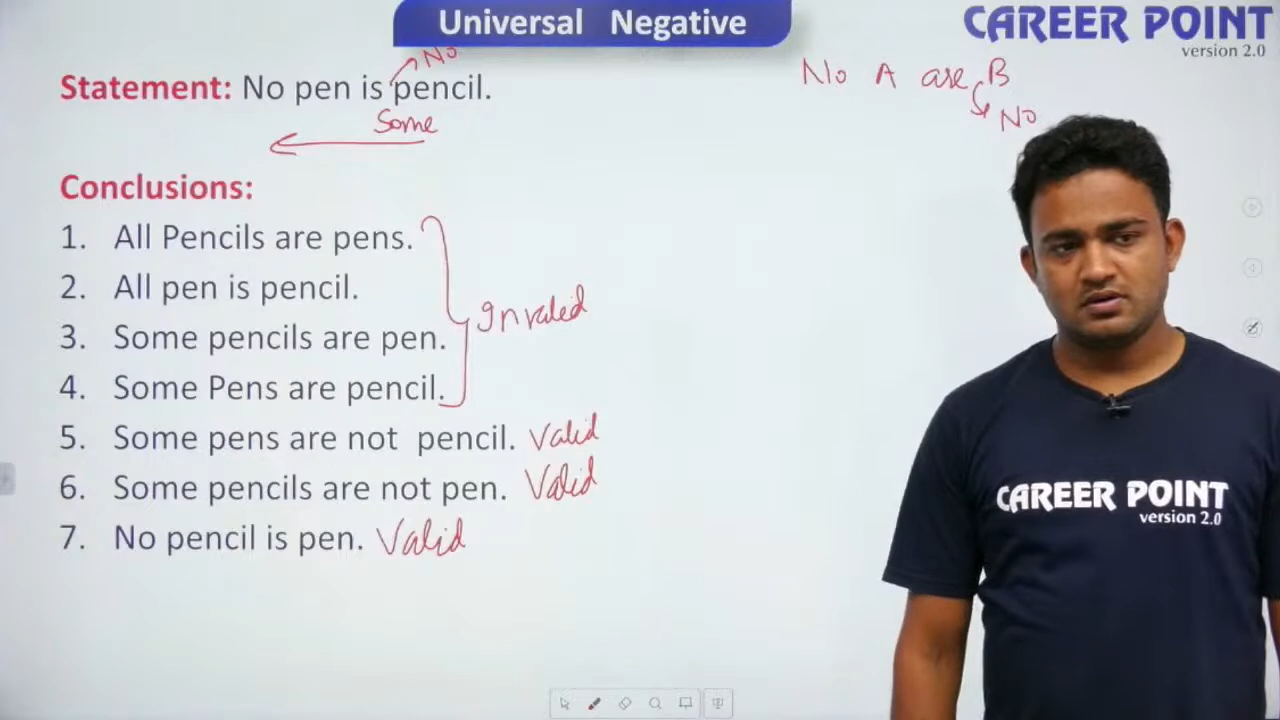 Universal Negative
CAREER POINT
version 2.0
No
Statement: No pen is pencil.
No A are B
No
Some
Conclusions:
1. All Pencils are pens.
2. All pen is pencil.
3. Some pencils are pen.
4. Some Pens are pencil.
Invalid
5. Some pens are not pencil. Valid
6. Some pencils are not pen. Valid
7. No pencil is pen. Valid
CAREER POINT
version 2.0